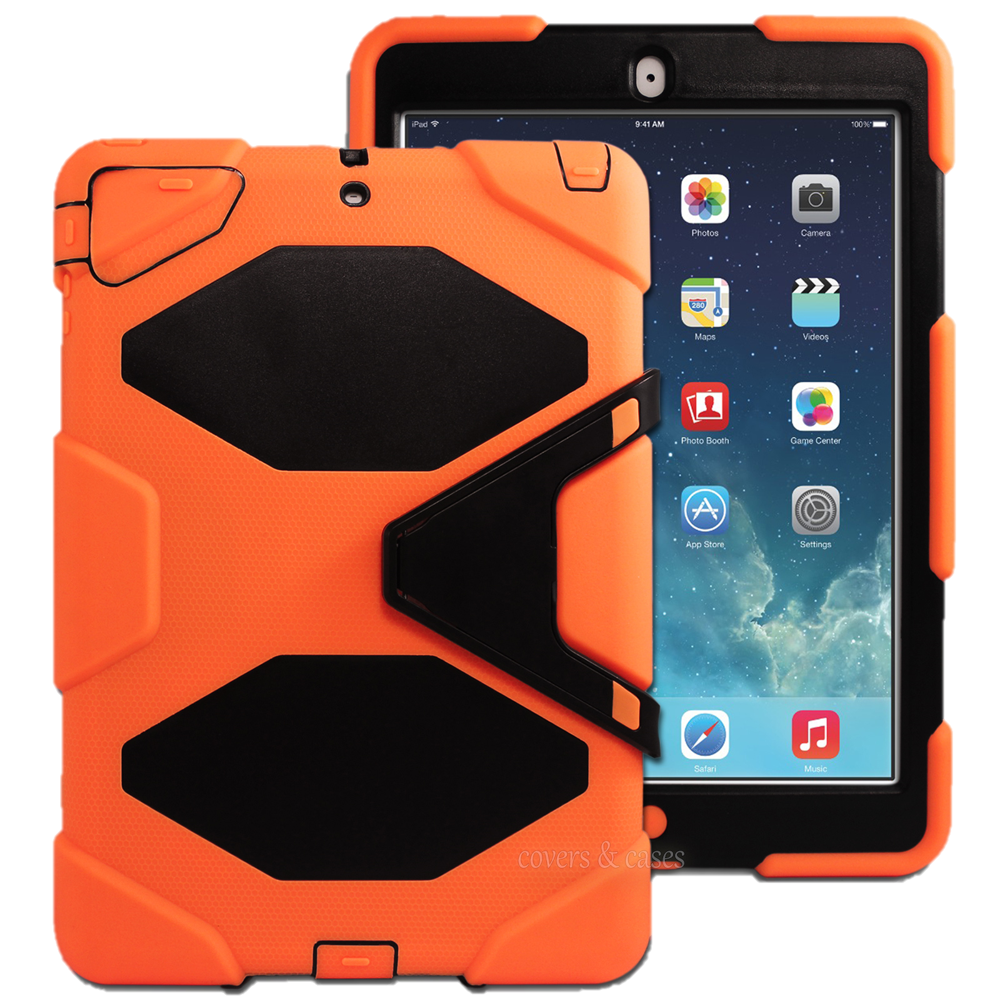 iPad 9:41 AM 100%
Photos Camera
280
Maps Videos
Photo Booth Game Center
App Store Settings
Safari Music
covers & cases